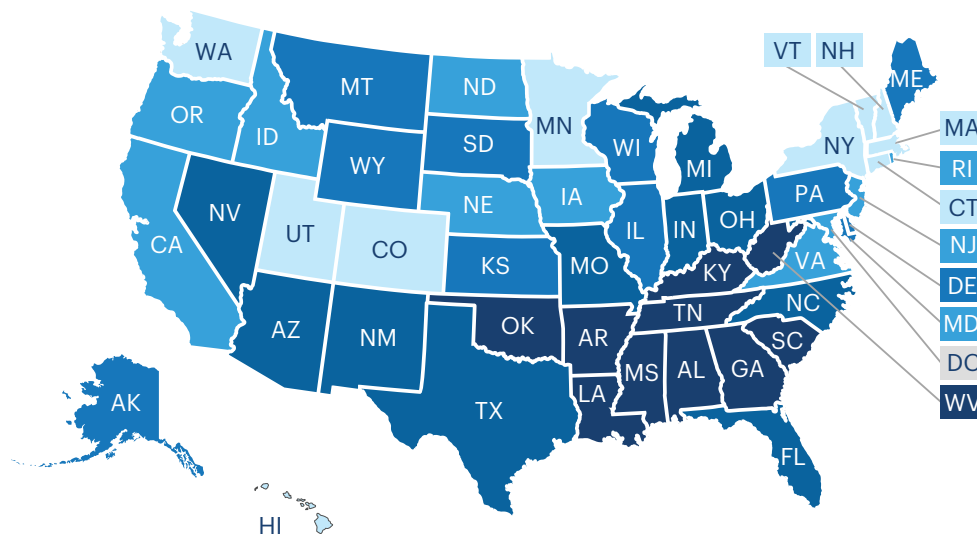 VT NH
WA
ME
MT ND
OR
MN
MA
ID
SD
WI
NY
WY
MI
RI
NE
IA
PA
CT
NV
OH
UT
CO
IL
IN
CA
NJ
KS
MO
KY
VA
DE
NC
OK
TN
MD
AZ
NM
AR
SC
DC
MS
AL
GA
LA
AK
TX
WV
FL
HI